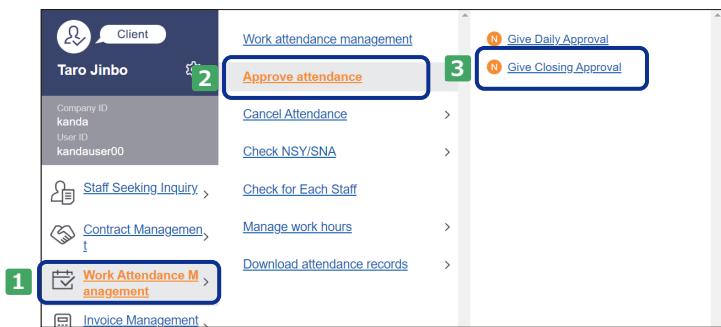 Client
Taro Jinbo
Company ID
kanda
User ID
kandauser00
Staff Seeking Inquiry
Contract Managemen
t
1
Work Attendance M
anagement
Invoice Management
Work attendance management
2
Approve attendance
Cancel Attendance
Check NSY/SNA
Check for Each Staff
Manage work hours
Download attendance records
N Give Daily Approval
3
N Give Closing Approval